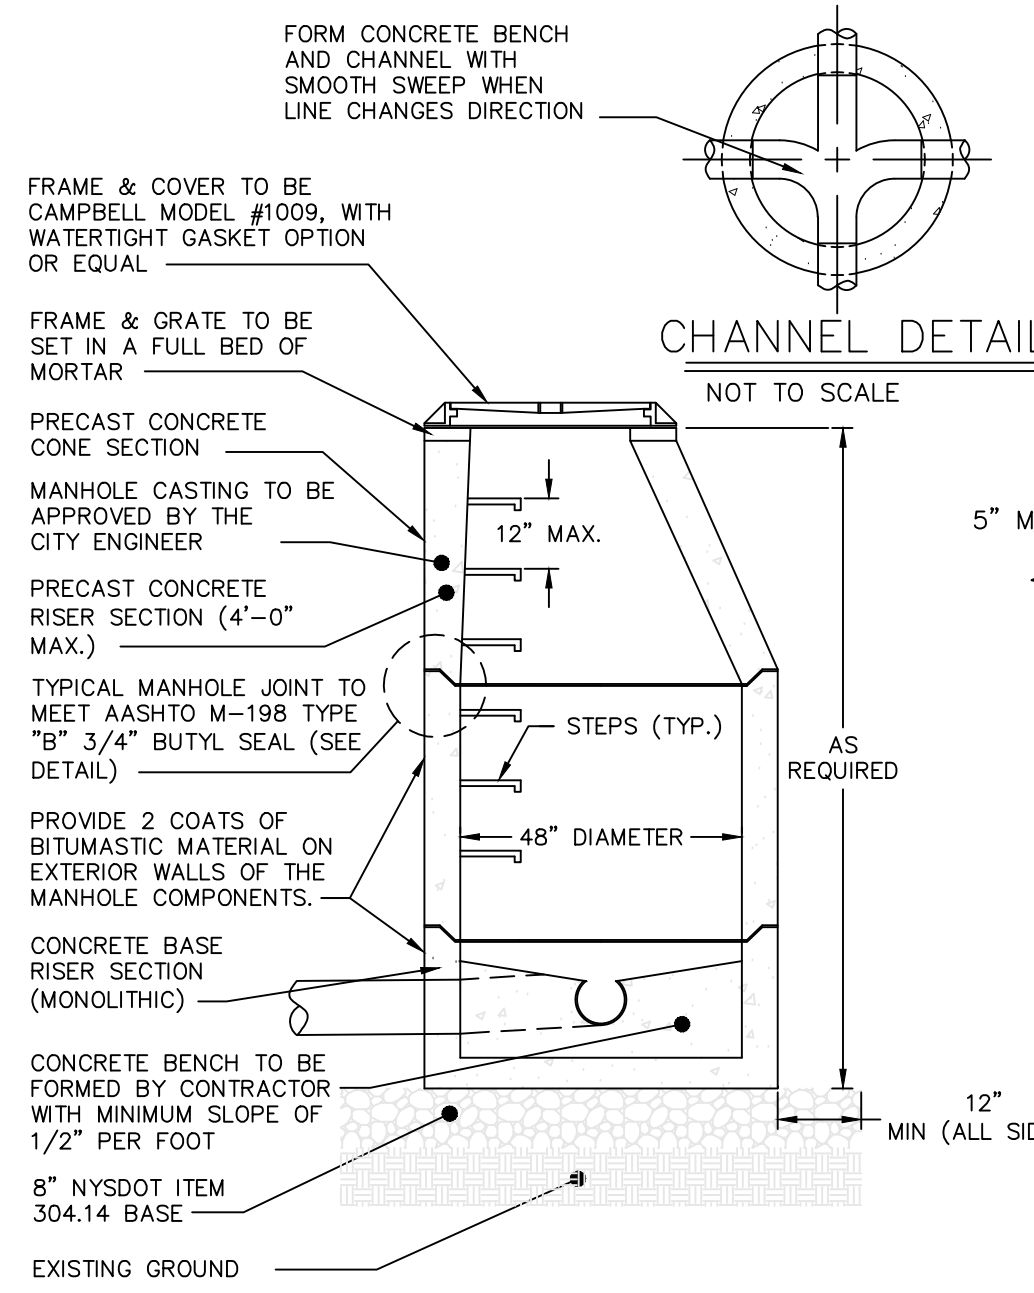 FORM CONCRETE BENCH
AND CHANNEL WITH
SMOOTH SWEEP WHEN
LINE CHANGES DIRECTION
FRAME & COVER TO BE
CAMPBELL MODEL #1009, WITH
WATERTIGHT GASKET OPTION
OR EQUAL
FRAME & GRATE TO BE
SET IN A FULL BED OF
MORTAR
CHANNEL DETAIL
NOT TO SCALE
PRECAST CONCRETE
CONE SECTION
MANHOLE CASTING TO BE
APPROVED BY THE
CITY ENGINEER
12" MAX.
5" M
PRECAST CONCRETE
RISER SECTION (4'-0"
MAX.)
TYPICAL MANHOLE JOINT TO
MEET AASHTO M-198 TYPE
"B" 3/4" BUTYL SEAL (SEE
DETAIL)
STEPS (TYP.)
AS
REQUIRED
48" DIAMETER
PROVIDE 2 COATS OF
BITUMASTIC MATERIAL ON
EXTERIOR WALLS OF THE
MANHOLE COMPONENTS.
CONCRETE BASE
RISER SECTION
(MONOLITHIC)
CONCRETE BENCH TO BE
FORMED BY CONTRACTOR
WITH MINIMUM SLOPE OF
1/2" PER FOOT
12"
MIN (ALL SID
8" NYSDOT ITEM
304.14 BASE
EXISTING GROUND